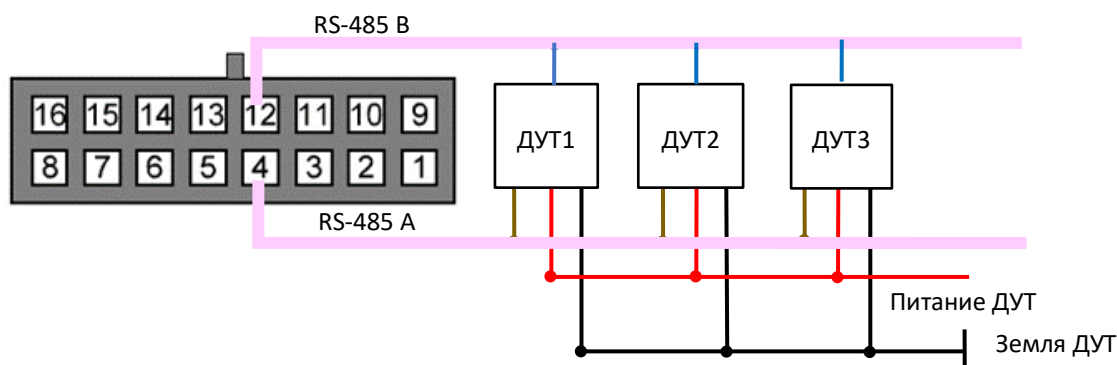 RS-485 B
16 15 14 13 12 11 10 9
8 7 6 5 4 3 2 1
ДУТ1 ДУТ2 ДУТ3
RS-485 A
Питание ДУТ
Земля ДУТ